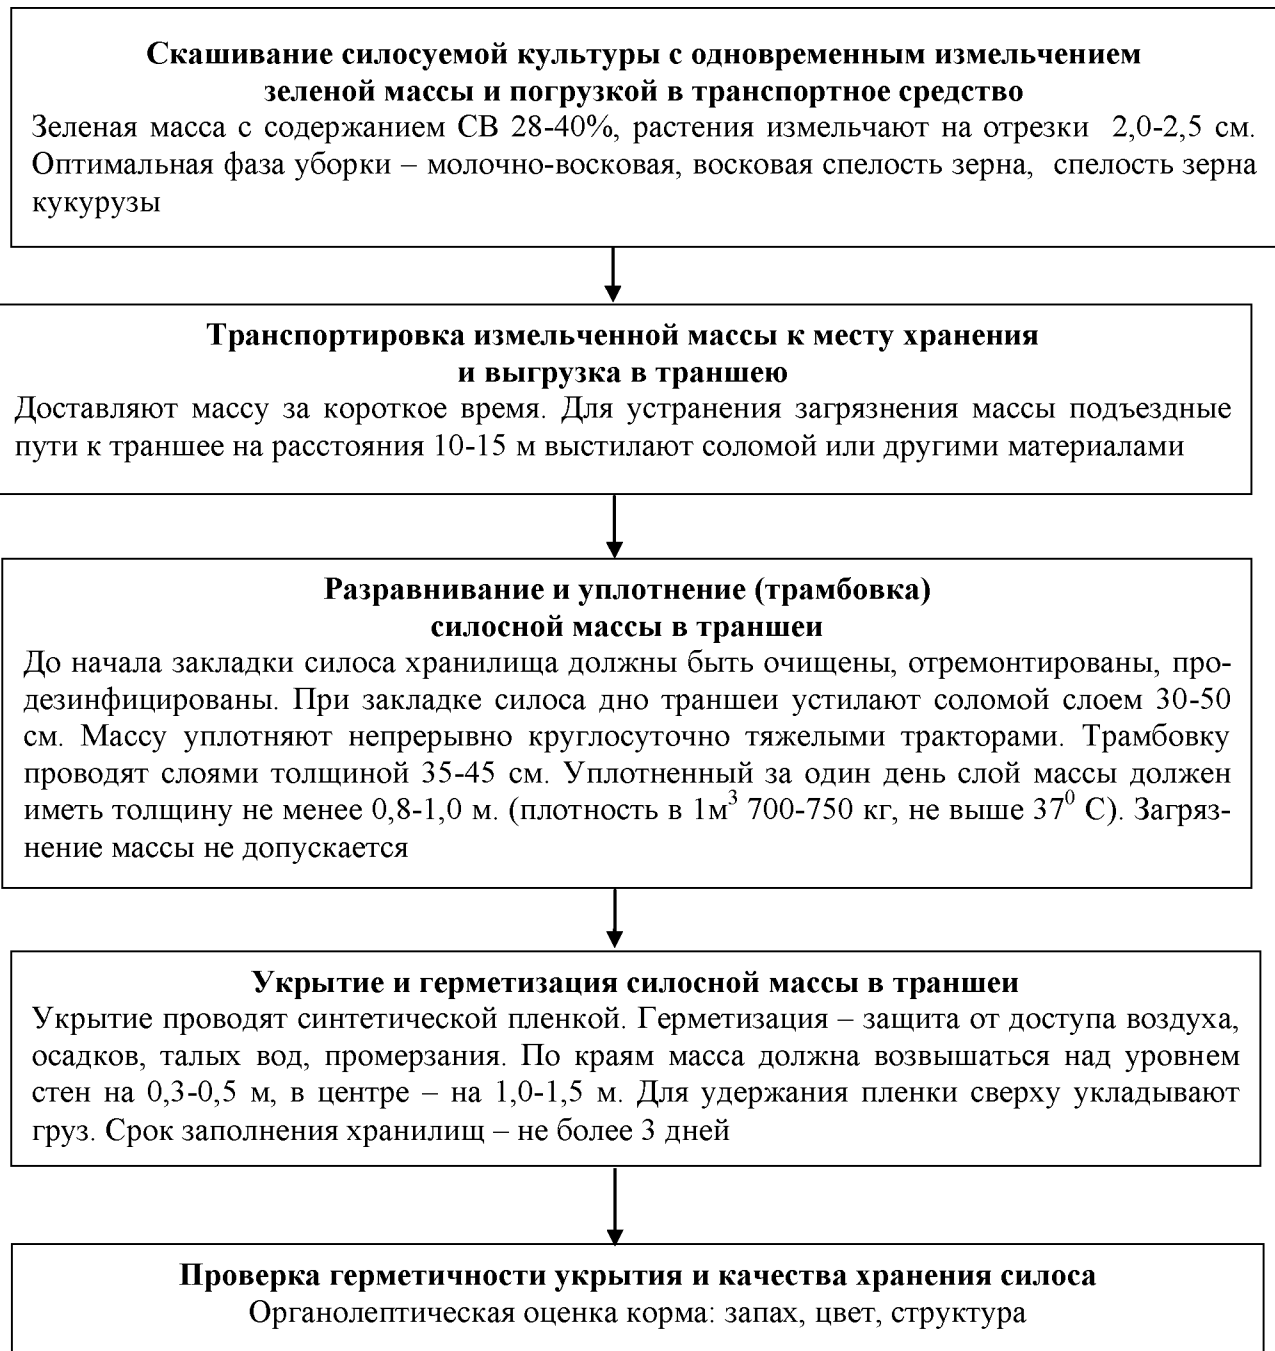 Скашивание силосуемой культуры с одновременным измельчением
зеленой массы и погрузкой в транспортное средство
Зеленая масса с содержанием СВ 28-40%, растения измельчают на отрезки 2,0-2,5 см.
Оптимальная фаза уборки – молочно-восковая, восковая спелость зерна, спелость зерна
кукурузы
Транспортировка измельченной массы к месту хранения
и выгрузка в траншею
Доставляют массу за короткое время. Для устранения загрязнения массы подъездные
пути к траншее на расстояния 10-15 м выстилают соломой или другими материалами
Разравнивание и уплотнение (трамбовка)
силосной массы в траншеи
До начала закладки силоса хранилища должны быть очищены, отремонтированы, про-
дезинфицированы. При закладке силоса дно траншеи устилают соломой слоем 30-50
см. Массу уплотняют непрерывно круглосуточно тяжелыми тракторами. Трамбовку
проводят слоями толщиной 35-45 см. Уплотненный за один день слой массы должен
иметь толщину не менее 0,8-1,0 м. (плотность в 1м³ 700-750 кг, не выше 37⁰ С). Загряз-
нение массы не допускается
Укрытие и герметизация силосной массы в траншеи
Укрытие проводят синтетической пленкой. Герметизация – защита от доступа воздуха,
осадков, талых вод, промерзания. По краям масса должна возвышаться над уровнем
стен на 0,3-0,5 м, в центре – на 1,0-1,5 м. Для удержания пленки сверху укладывают
груз. Срок заполнения хранилищ – не более 3 дней
Проверка герметичности укрытия и качества хранения силоса
Органолептическая оценка корма: запах, цвет, структура